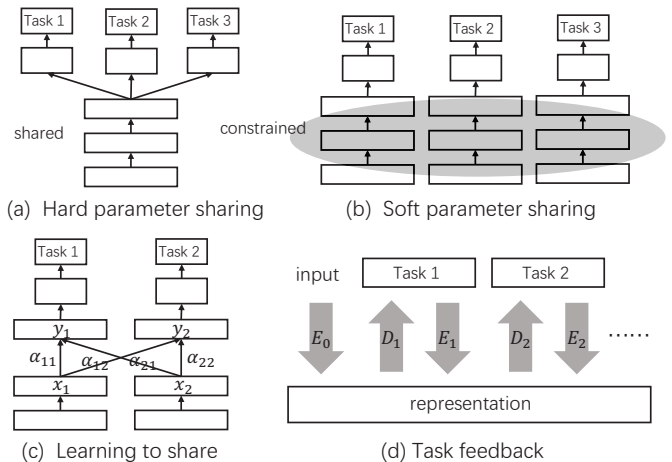 Task 1 Task 2 Task 3
shared
(a) Hard parameter sharing
Task 1 Task 2 Task 3
constrained
(b) Soft parameter sharing
Task 1 Task 2
y₁ y₂
α₁₁ α₁₂ α₂₁ α₂₂
x₁ x₂
(c) Learning to share
input Task 1 Task 2
E₀ D₁ E₁ D₂ E₂ ······
representation
(d) Task feedback